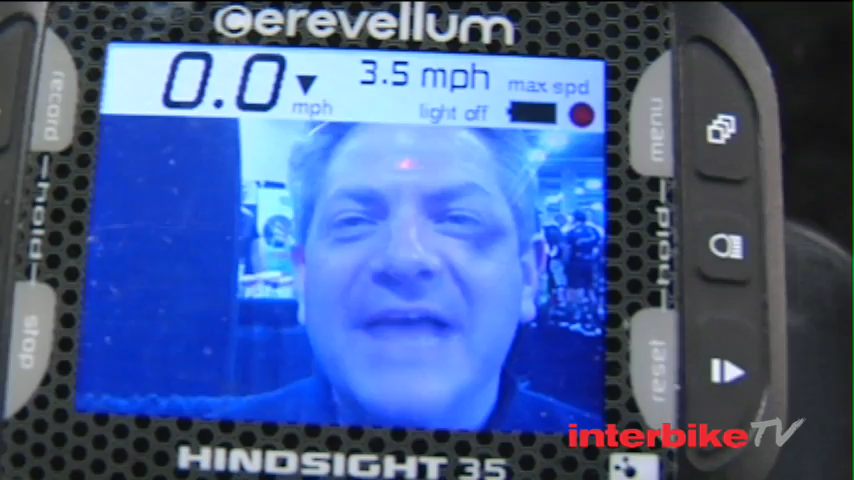 cerevellum
0.0 mph
3.5 mph max spd
light off
record
hold
stop
menu
hold
reset
interbikeTV
HINDSIGHT 35